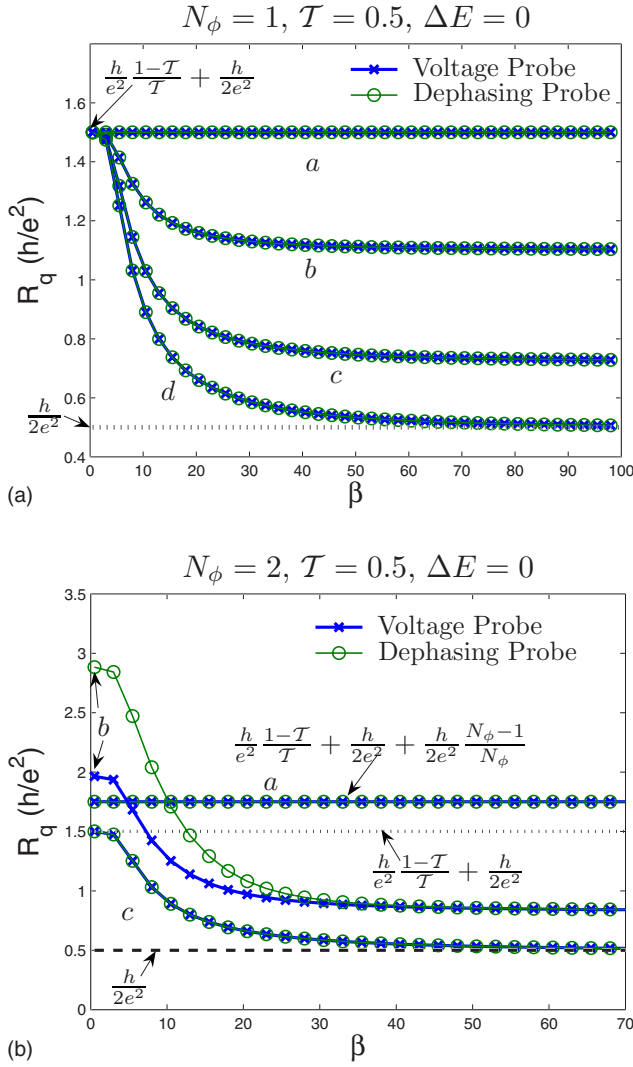 N_ϕ = 1, 𝒯 = 0.5, ΔE = 0
h/e² (1−𝒯)/𝒯 + h/2e²
Voltage Probe
Dephasing Probe
a
b
c
d
h/2e²
R_q (h/e²)
1.6
1.4
1.2
1
0.8
0.6
0.4
0 10 20 30 40 50 60 70 80 90 100
β
(a)
N_ϕ = 2, 𝒯 = 0.5, ΔE = 0
Voltage Probe
Dephasing Probe
b
h/e² (1−𝒯)/𝒯 + h/2e² + h/2e² (N_ϕ−1)/N_ϕ
a
h/e² (1−𝒯)/𝒯 + h/2e²
c
h/2e²
R_q (h/e²)
3.5
3
2.5
2
1.5
1
0.5
0
0 10 20 30 40 50 60 70
β
(b)